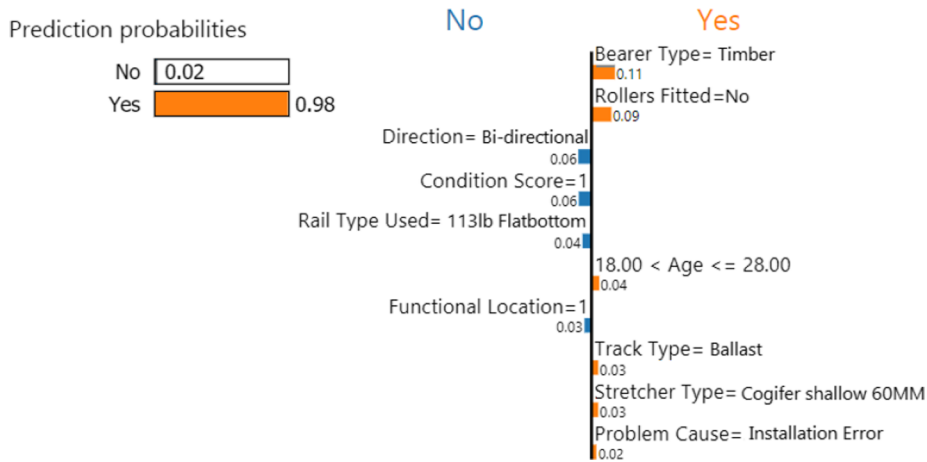 No
Yes
Prediction probabilities
No 0.02
Yes 0.98
Bearer Type= Timber
0.11
Rollers Fitted=No
0.09
Direction= Bi-directional
0.06
Condition Score=1
0.06
Rail Type Used= 113lb Flatbottom
0.04
18.00 < Age <= 28.00
0.04
Functional Location=1
0.03
Track Type= Ballast
0.03
Stretcher Type= Cogifer shallow 60MM
0.03
Problem Cause= Installation Error
0.02